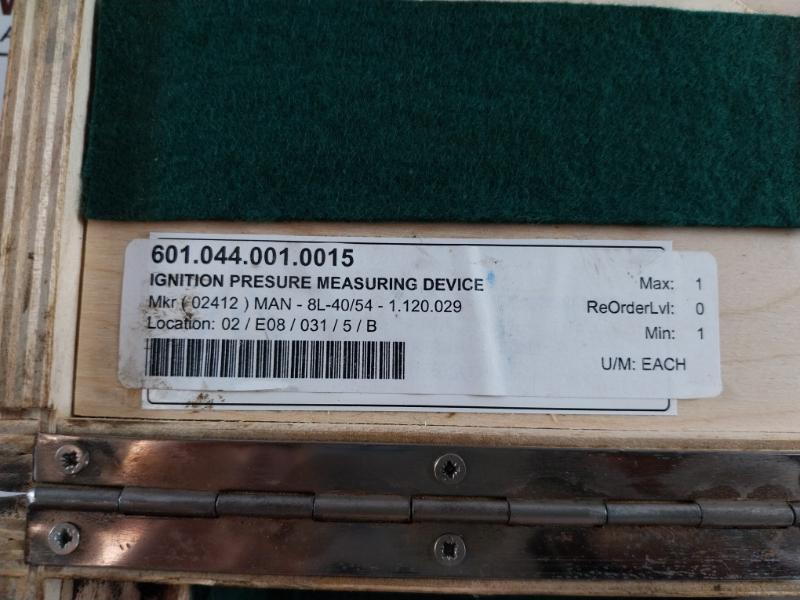 601.044.001.0015
IGNITION PRESURE MEASURING DEVICE
Mkr ( 02412 ) MAN - 8L-40/54 - 1.120.029
Location: 02 / E08 / 031 / 5 / B
Max: 1
ReOrderLvl: 0
Min: 1
U/M: EACH